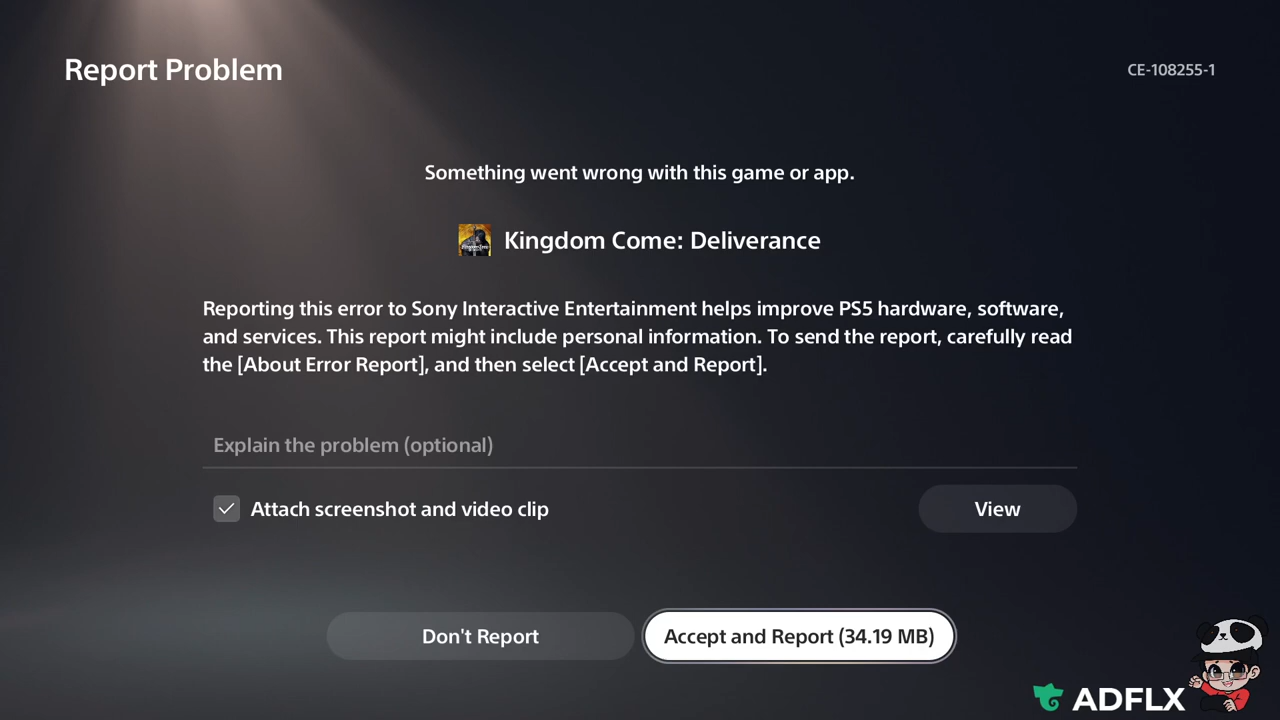 Report Problem
CE-108255-1
Something went wrong with this game or app.
Kingdom Come: Deliverance
Reporting this error to Sony Interactive Entertainment helps improve PS5 hardware, software,
and services. This report might include personal information. To send the report, carefully read
the [About Error Report], and then select [Accept and Report].
Explain the problem (optional)
Attach screenshot and video clip
View
Don't Report
Accept and Report (34.19 MB)
ADFLX